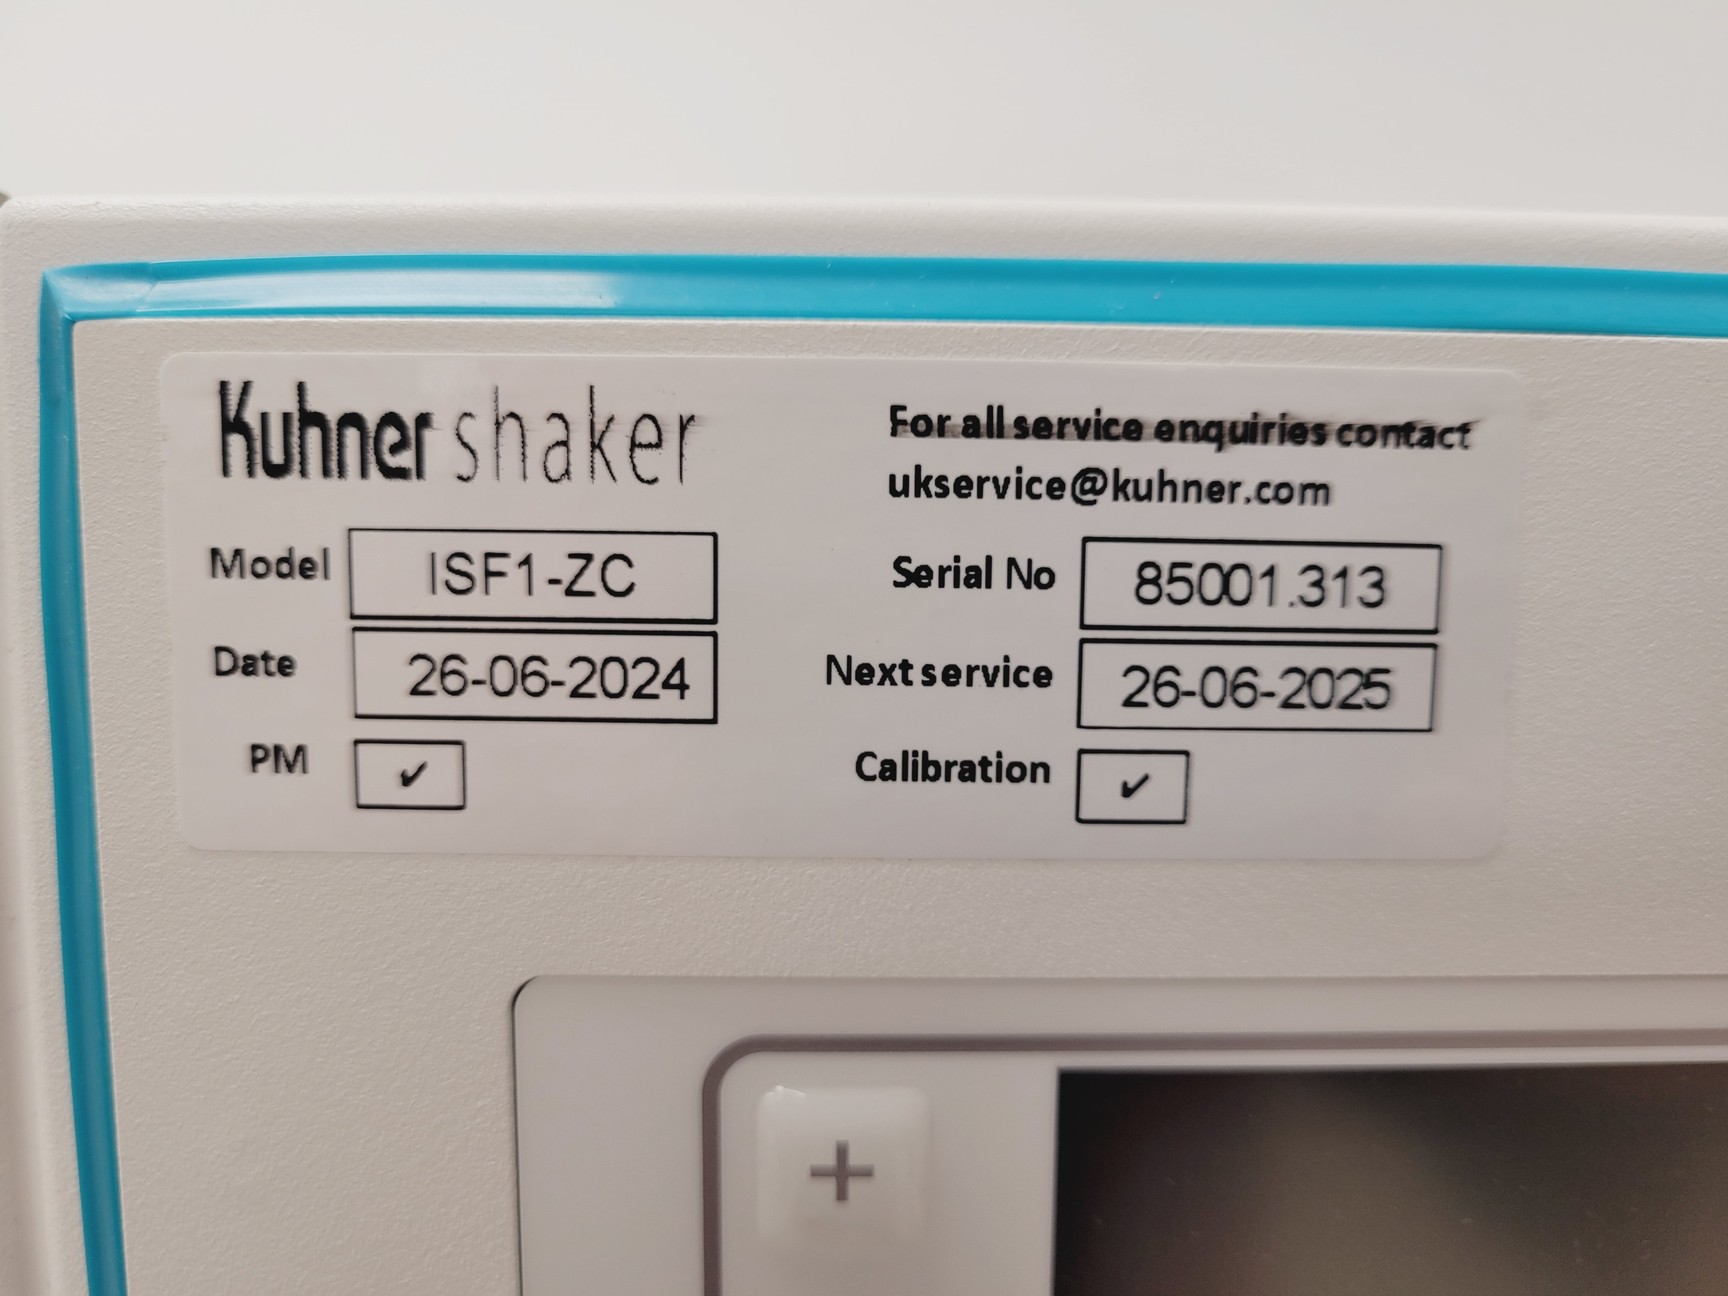 Kuhner shaker
For all service enquiries contact
ukservice@kuhner.com
Model ISF1-ZC
Serial No 85001.313
Date 26-06-2024
Next service 26-06-2025
PM ✓
Calibration ✓
+